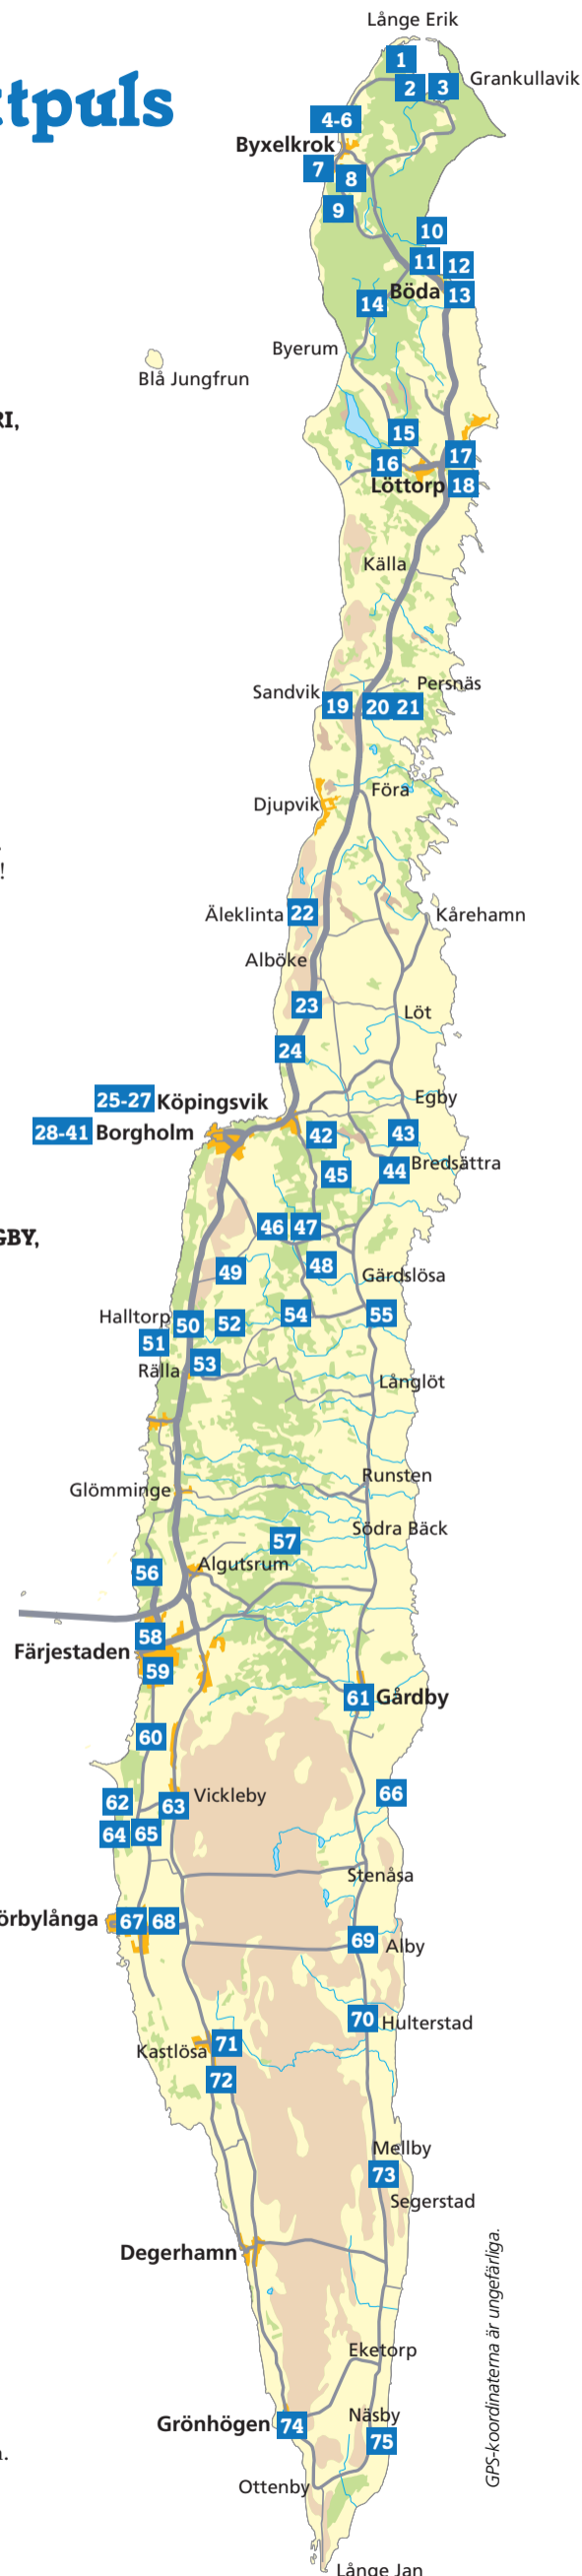 Långe Erik
1
2
3
Grankullavik
tpuls
4-6
Byxelkrok
7
8
9
10
11
12
Böda
13
14
Byerum
Blå Jungfrun
RI,
15
16
17
Löttorp
18
Källa
Persnäs
Sandvik
19
20
21
Föra
Djupvik
!
Äleklinta
22
Kårehamn
Alböke
23
Löt
24
25-27
Köpingsvik
Egby
28-41
Borgholm
42
43
44
Bredsättra
45
46
47
GBY,
48
49
Gärdslösa
Halltorp
50
51
52
54
55
Rälla
53
Långlöt
Runsten
Glömminge
Södra Bäck
57
56
Algutsrum
58
Färjestaden
59
61
Gårdby
60
62
63
Vickleby
66
64
65
Stenåsa
örbylånga
67
68
69
Alby
70
Hulterstad
Kastlösa
71
72
Mellby
73
Segerstad
Degerhamn
GPS-koordinaterna är ungefärliga.
Eketorp
Grönhögen
74
Näsby
75
Ottenby
Långe Jan